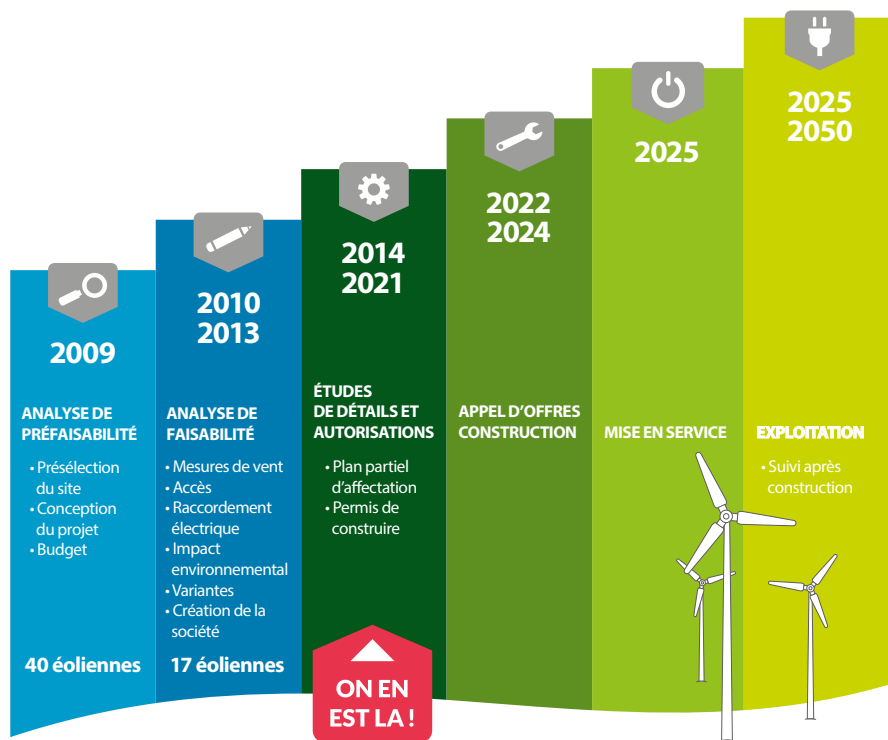 2009
ANALYSE DE
PRÉFAISABILITÉ
• Présélection
du site
• Conception
du projet
• Budget
40 éoliennes
2010
2013
ANALYSE DE
FAISABILITÉ
• Mesures de vent
• Accès
• Raccordement
électrique
• Impact
environnemental
• Variantes
• Création de la
société
17 éoliennes
2014
2021
ÉTUDES
DE DÉTAILS ET
AUTORISATIONS
• Plan partiel
d'affectation
• Permis de
construire
ON EN
EST LA !
2022
2024
APPEL D'OFFRES
CONSTRUCTION
2025
MISE EN SERVICE
2025
2050
EXPLOITATION
• Suivi après
construction